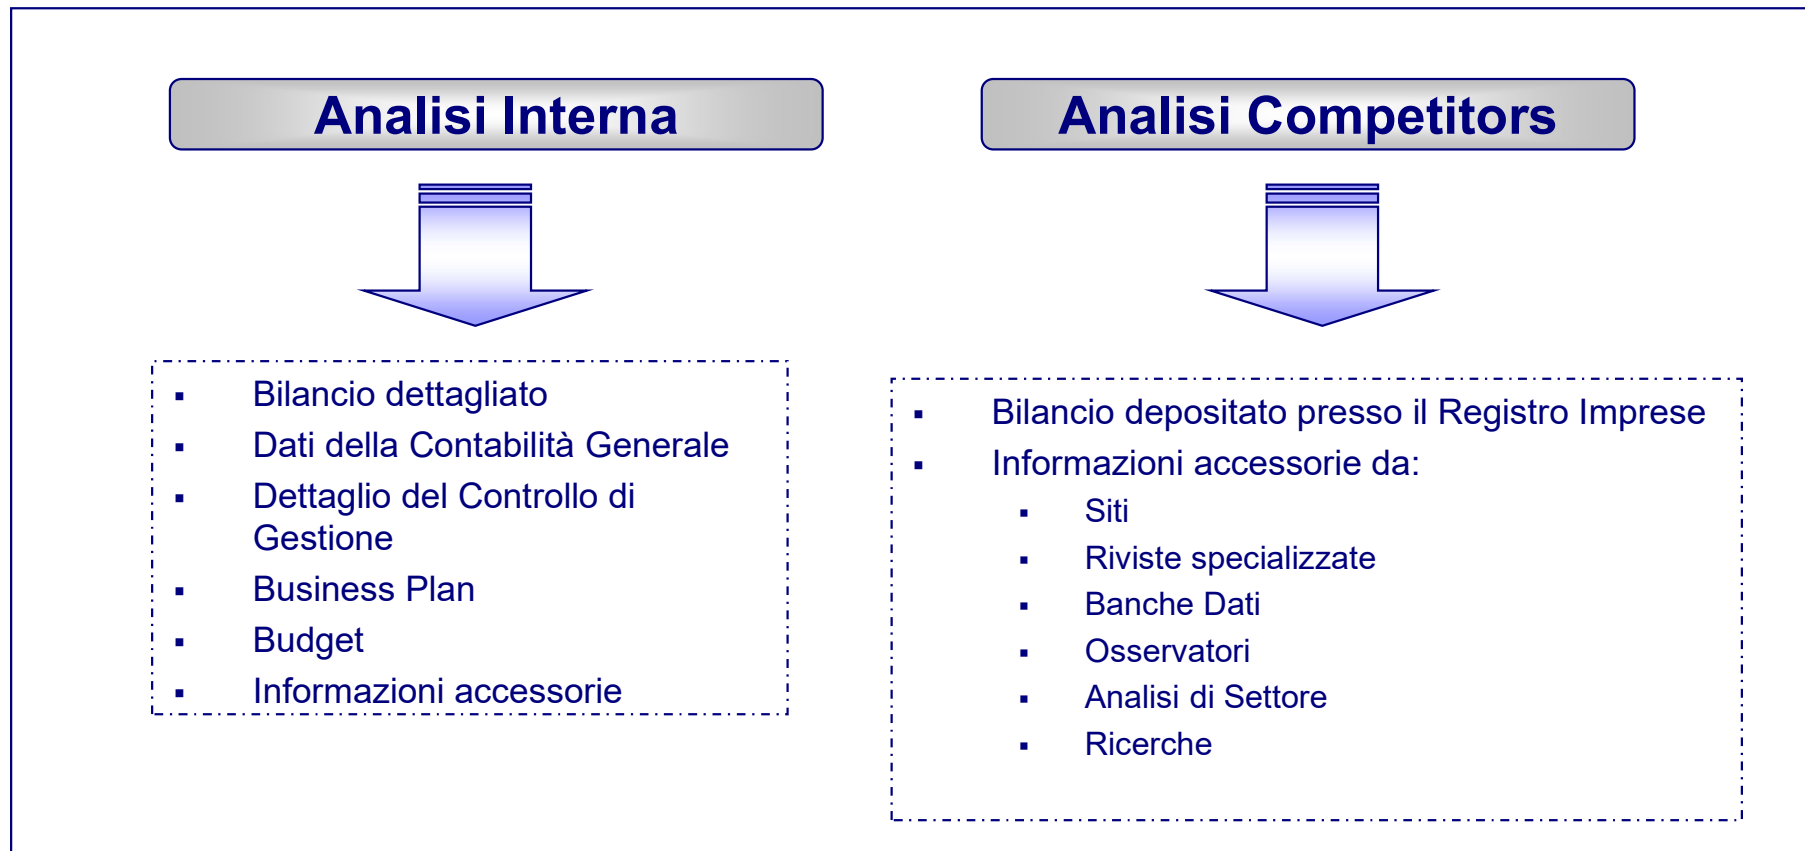 Analisi Interna
▪ Bilancio dettagliato
▪ Dati della Contabilità Generale
▪ Dettaglio del Controllo di
Gestione
▪ Business Plan
▪ Budget
▪ Informazioni accessorie
Analisi Competitors
▪ Bilancio depositato presso il Registro Imprese
▪ Informazioni accessorie da:
▪ Siti
▪ Riviste specializzate
▪ Banche Dati
▪ Osservatori
▪ Analisi di Settore
▪ Ricerche